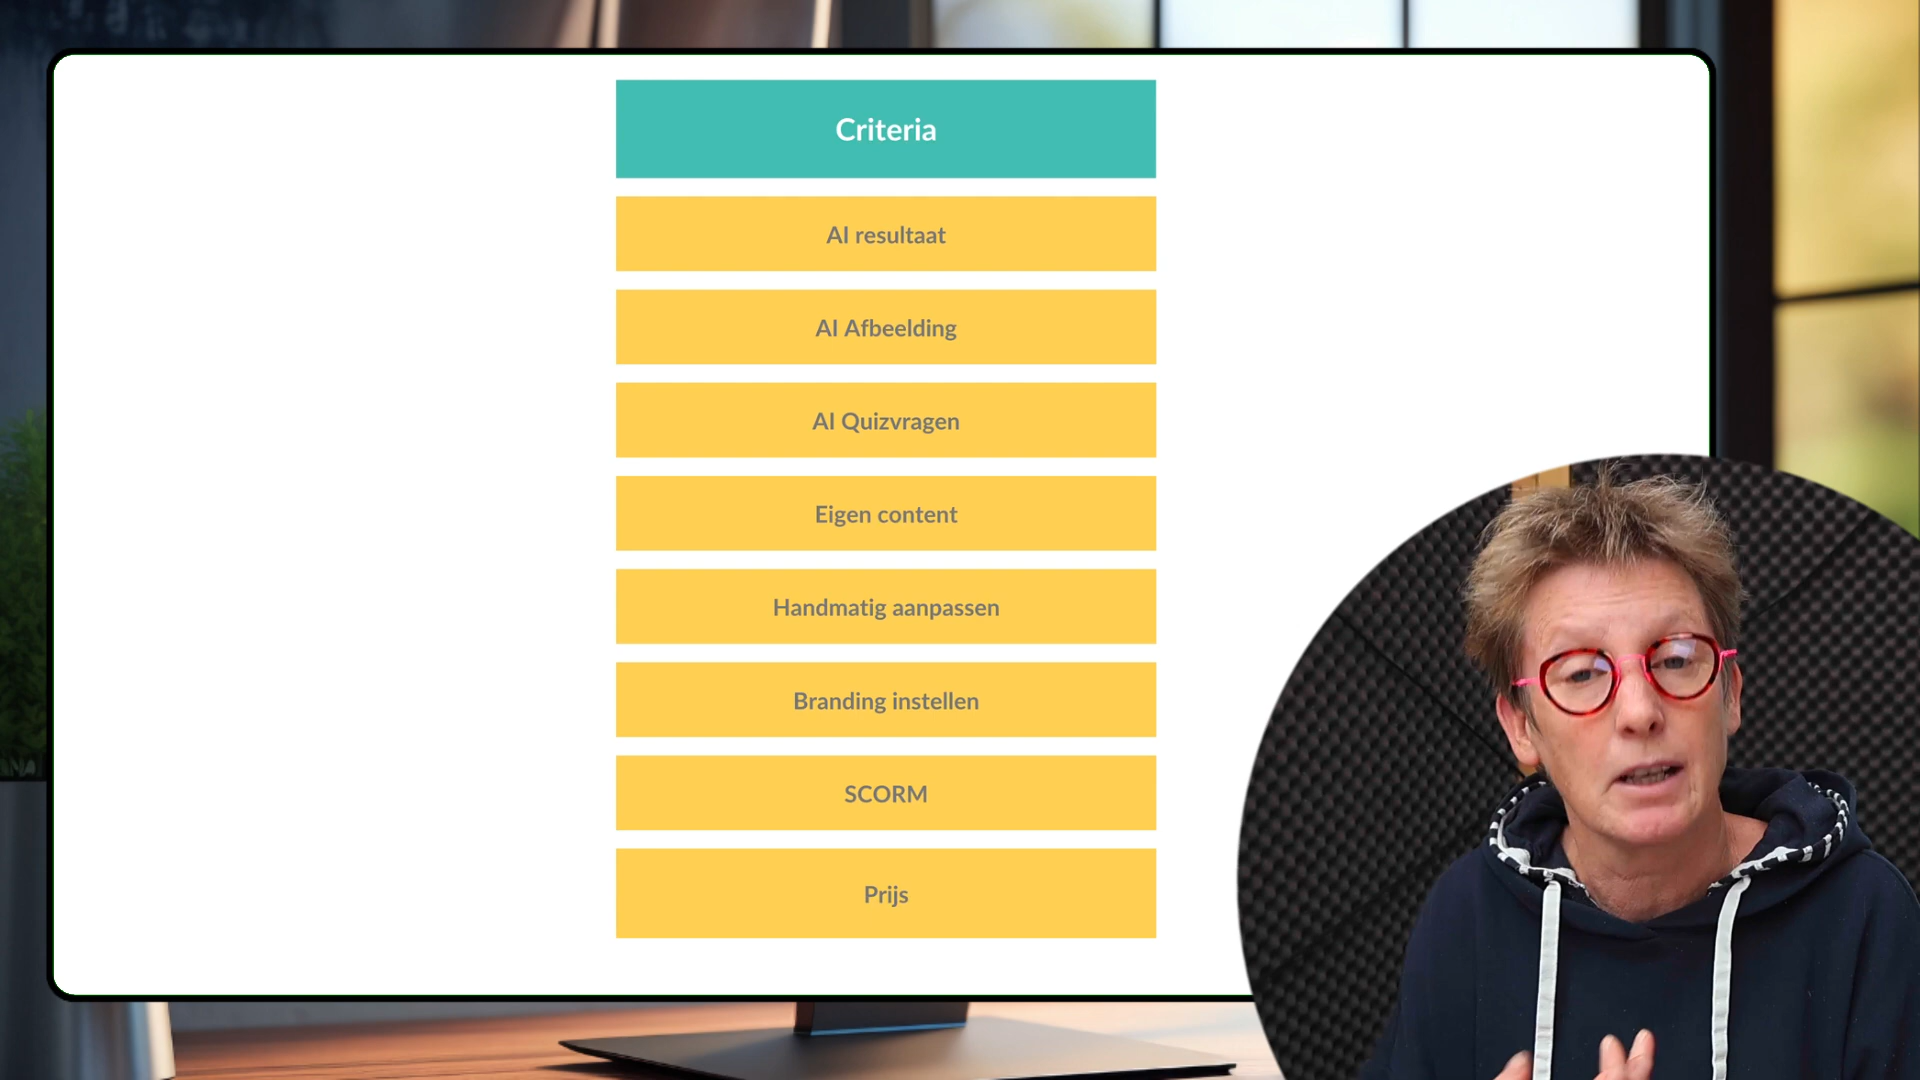 Criteria
AI resultaat
AI Afbeelding
AI Quizvragen
Eigen content
Handmatig aanpassen
Branding instellen
SCORM
Prijs